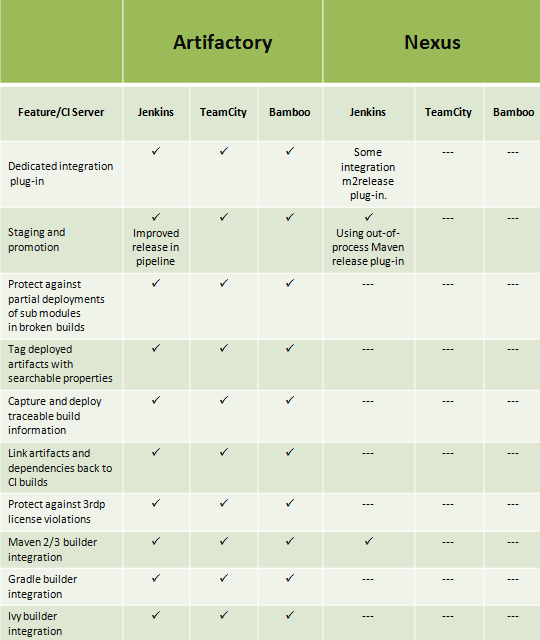 Artifactory Nexus
Feature/CI Server Jenkins TeamCity Bamboo Jenkins TeamCity Bamboo
Dedicated integration
plug-in
✓ ✓ ✓
Some
integration
m2release
plug-in.
--- ---
Staging and
promotion
✓
Improved
release in
pipeline
✓ ✓
✓
Using out-of-
process Maven
release plug-in
--- ---
Protect against
partial deployments
of sub modules
in broken builds
✓ ✓ ✓ --- --- ---
Tag deployed
artifacts with
searchable properties
✓ ✓ ✓ --- --- ---
Capture and deploy
traceable build
information
✓ ✓ ✓ --- --- ---
Link artifacts and
dependencies back to
CI builds
✓ ✓ ✓ --- --- ---
Protect against 3rdp
license violations
✓ ✓ ✓ --- --- ---
Maven 2/3 builder
integration
✓ ✓ ✓ ✓ --- ---
Gradle builder
integration
✓ ✓ ✓ --- --- ---
Ivy builder
integration
✓ ✓ ✓ --- --- ---